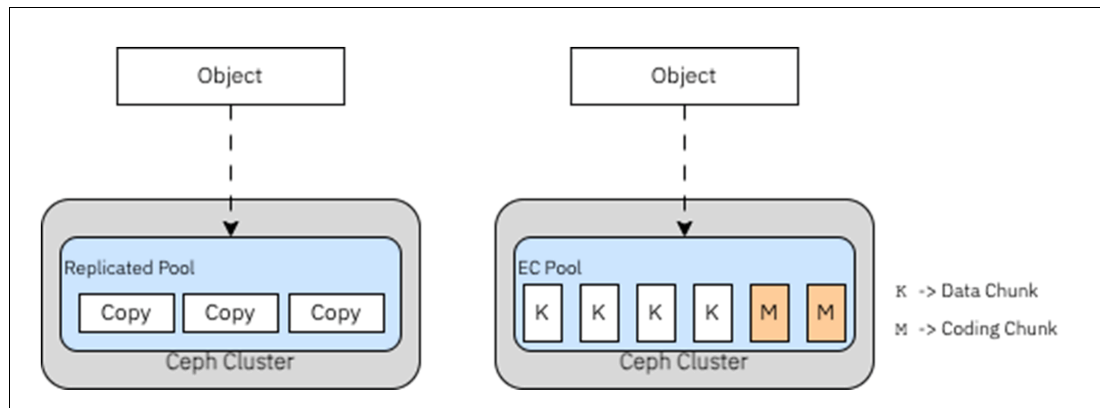 Object
Replicated Pool
Copy Copy Copy
Ceph Cluster
Object
EC Pool
K K K K M M
Ceph Cluster
K -> Data Chunk
M -> Coding Chunk